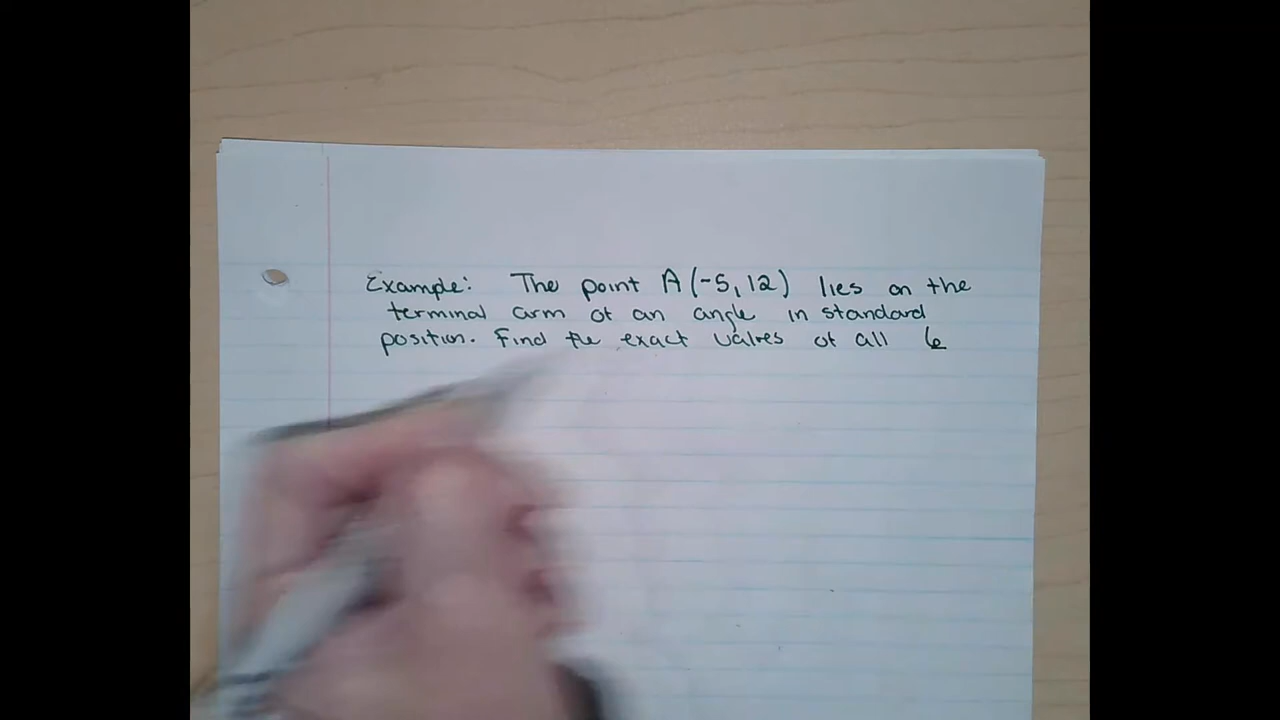 Example: The point A(-5, 12) lies on the
terminal arm of an angle in standard
position. Find the exact values of all 6